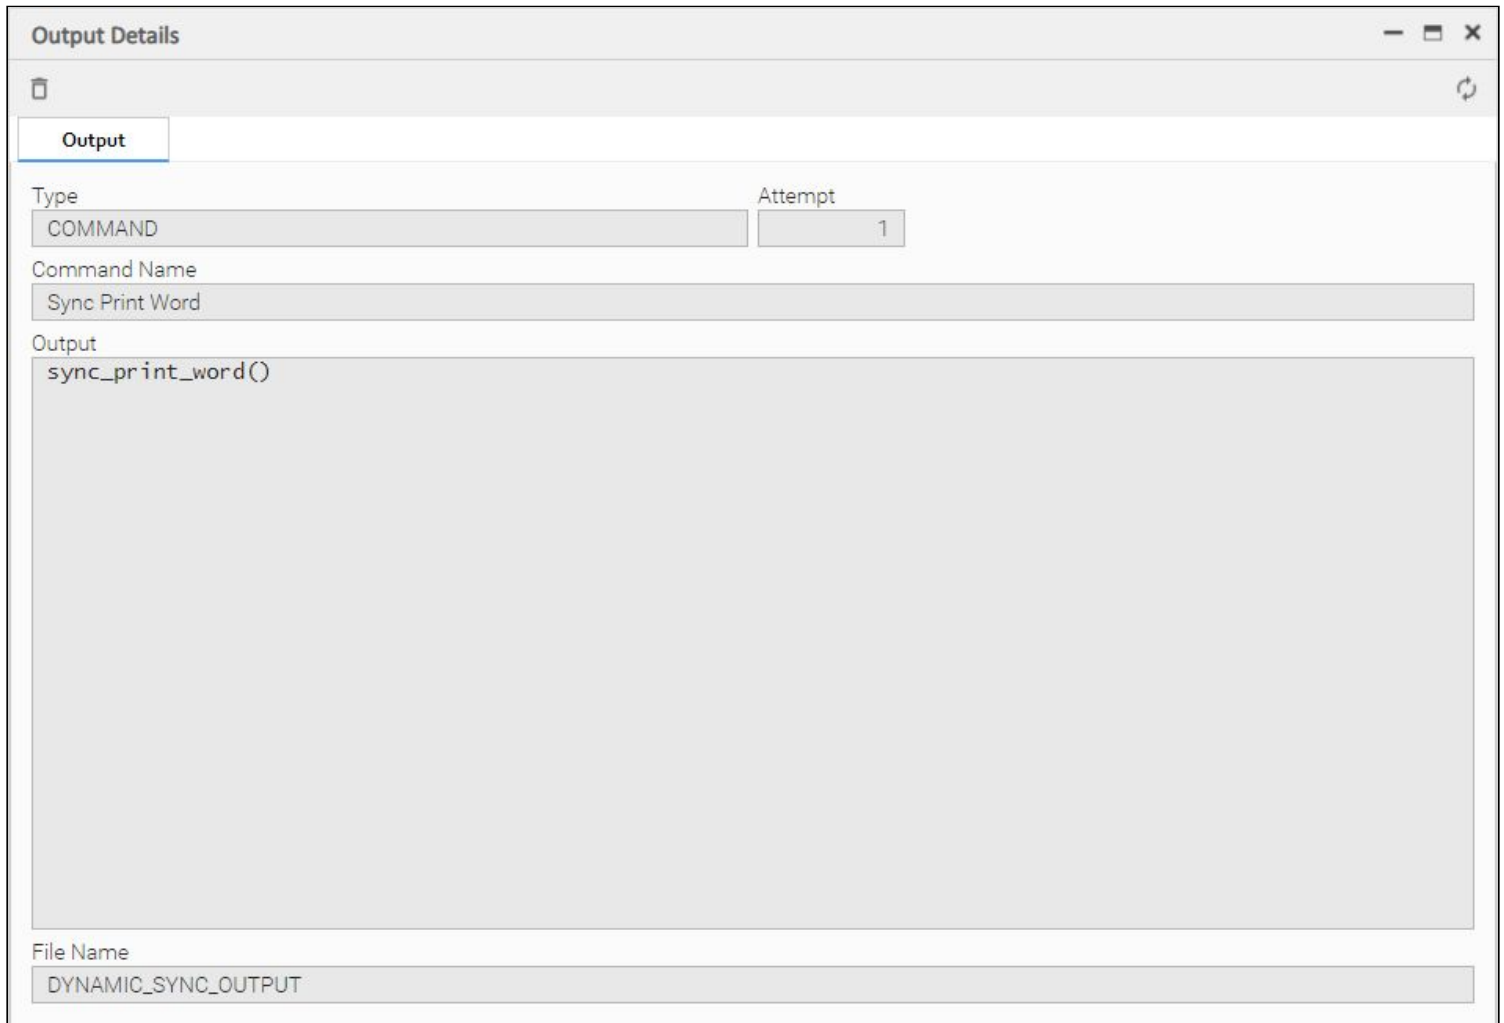 Output Details
Output
Type Attempt
COMMAND 1
Command Name
Sync Print Word
Output
sync_print_word()
File Name
DYNAMIC_SYNC_OUTPUT